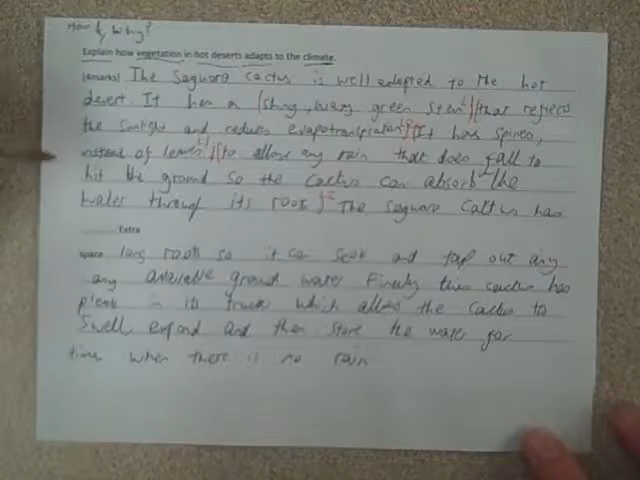 How & Why?
Explain how vegetation in hot deserts adapts to the climate.
(6marks) The Saguaro cactus is well adapted to the hot
desert. It has a shiny, waxy green stem that reflects
the sunlight and reduces evapotranspiration. It has spines,
instead of leaves to allow any rain that does fall to
hit the ground so the cactus can absorb the
water through its root. The Saguaro cactus has
Extra
space long roots so it can seek and tap out any
any available ground water. Finally this cactus has
pleats in its trunk which allows the cactus to
swell, expand and then store the water for
time when there is no rain